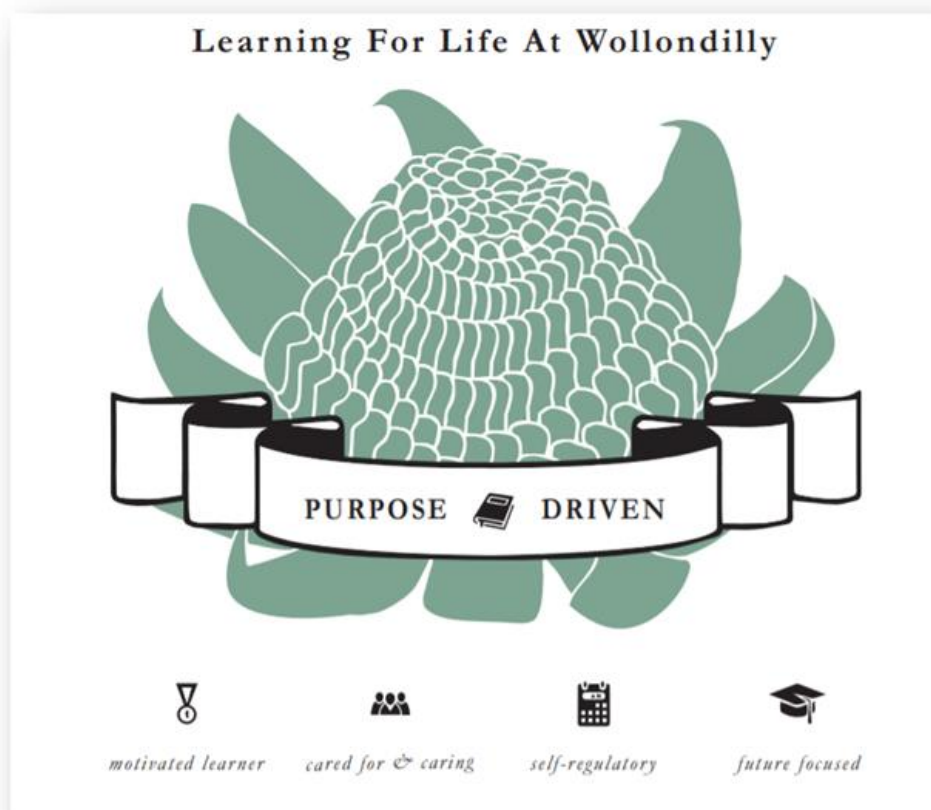 Learning For Life At Wollondilly
PURPOSE DRIVEN
motivated learner cared for & caring self-regulatory future focused